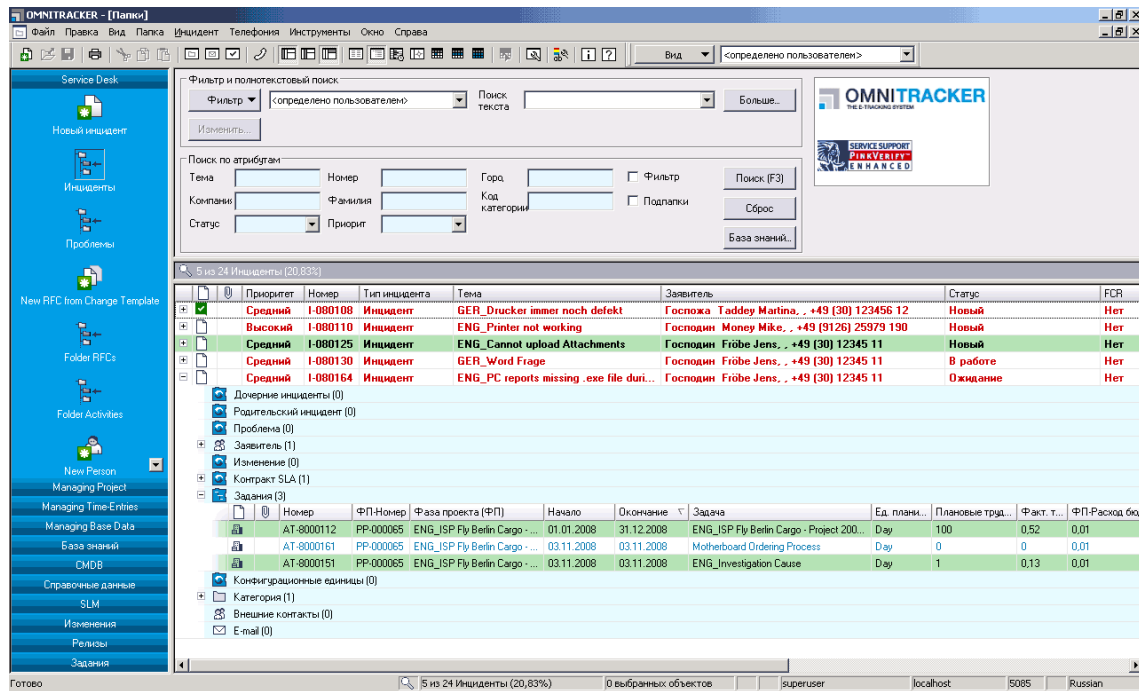 OMNITRACKER - [Папки]
Файл Правка Вид Папка Инцидент Телефония Инструменты Окно Справа
Вид <определено пользователем>
Service Desk
Новый инцидент
Инциденты
Проблемы
New RFC from Change Template
Folder RFCs
Folder Activities
New Person
Managing Project
Managing Time-Entries
Managing Base Data
База знаний
CMDB
Справочные данные
SLM
Изменения
Релизы
Задания
Фильтр и полнотекстовый поиск
Фильтр <определено пользователем> Поиск текста Больше...
Изменить...
Поиск по атрибутам
Тема Номер Горо, Фильтр Поиск (F3)
Компания Фамилия Код категории Подпапки Сброс
Статус Приорит База знаний..
OMNITRACKER
THE E-TRACKING SYSTEM
SERVICE SUPPORT
PINKVERIFY™
ENHANCED
5 из 24 Инциденты (20,83%)
Приоритет Номер Тип инцидента Тема Заявитель Статус FCR
Средний I-080108 Инцидент GER_Drucker immer noch defekt Госпожа Taddey Martina, , +49 (30) 123456 12 Новый Нет
Высокий I-080110 Инцидент ENG_Printer not working Господин Money Mike, , +49 (9126) 25979 190 Новый Нет
Средний I-080125 Инцидент ENG_Cannot upload Attachments Господин Fröbe Jens, , +49 (30) 12345 11 Новый Нет
Средний I-080130 Инцидент GER_Word Frage Господин Fröbe Jens, , +49 (30) 12345 11 В работе Нет
Средний I-080164 Инцидент ENG_PC reports missing .exe file duri... Господин Fröbe Jens, , +49 (30) 12345 11 Ожидание Нет
Дочерние инциденты (0)
Родительский инцидент (0)
Проблема (0)
Заявитель (1)
Изменение (0)
Контракт SLA (1)
Задания (3)
Номер ФП-Номер Фаза проекта (ФП) Начало Окончание Задача Ед. плани... Плановые труд... Факт. т... ФП-Расход бюд
AT-8000112 PP-000065 ENG_ISP Fly Berlin Cargo - ... 01.01.2008 31.12.2008 ENG_ISP Fly Berlin Cargo - Project 200... Day 100 0,52 0,01
AT-8000161 PP-000065 ENG_ISP Fly Berlin Cargo - ... 03.11.2008 03.11.2008 Motherboard Ordering Process Day 0 0 0,01
AT-8000151 PP-000065 ENG_ISP Fly Berlin Cargo - ... 03.11.2008 03.11.2008 ENG_Investigation Cause Day 1 0,13 0,01
Конфигурационные единицы (0)
Категория (1)
Внешние контакты (0)
E-mail (0)
Готово 5 из 24 Инциденты (20,83%) 0 выбранных объектов superuser localhost 5085 Russian